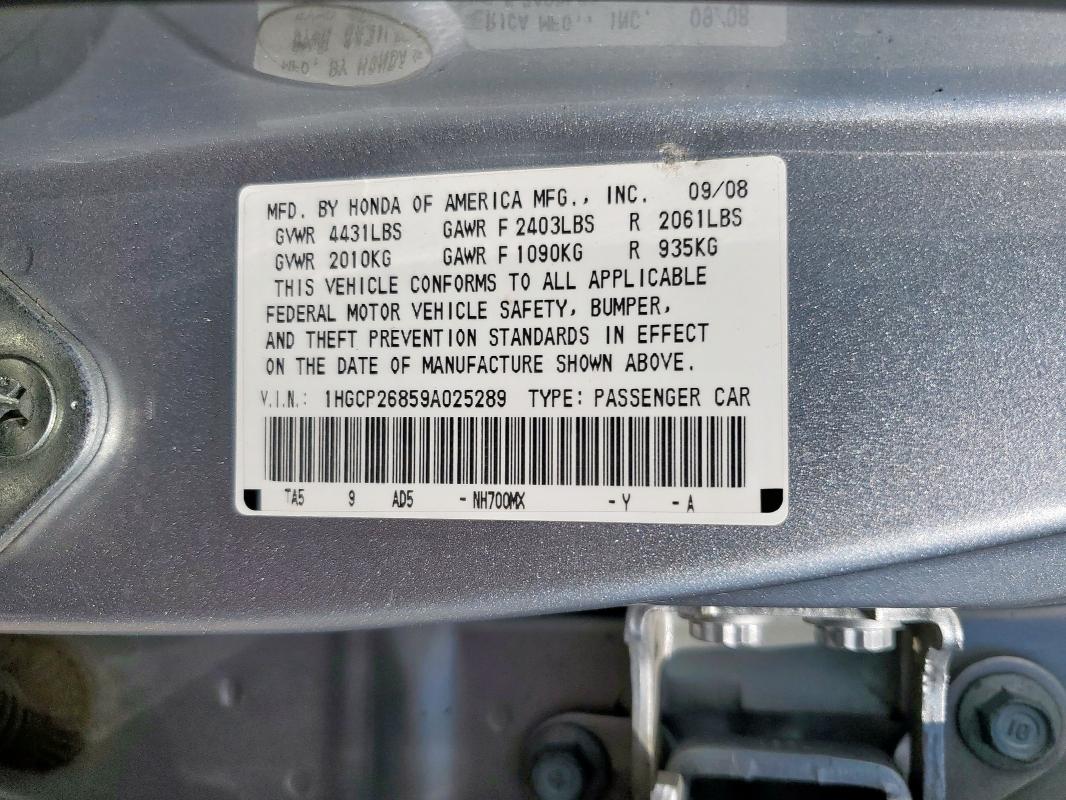 MFD. BY HONDA OF AMERICA MFG., INC. 09/08
GVWR 4431LBS GAWR F 2403LBS R 2061LBS
GVWR 2010KG GAWR F 1090KG R 935KG
THIS VEHICLE CONFORMS TO ALL APPLICABLE
FEDERAL MOTOR VEHICLE SAFETY, BUMPER,
AND THEFT PREVENTION STANDARDS IN EFFECT
ON THE DATE OF MANUFACTURE SHOWN ABOVE.
V.I.N.: 1HGCP26859A025289 TYPE: PASSENGER CAR
TA5 9 AD5 - NH700MX - Y - A